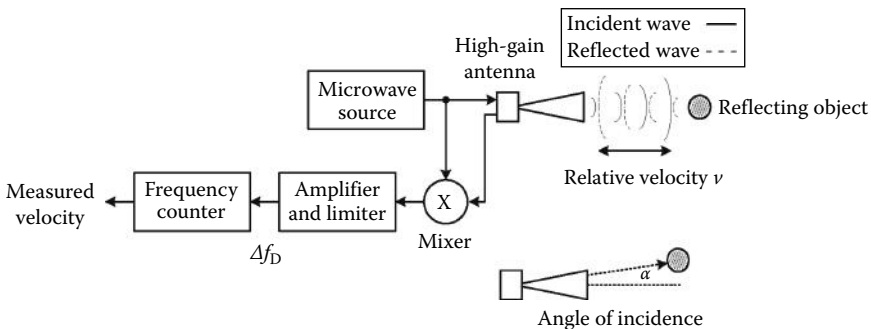 Incident wave
Reflected wave
High-gain
antenna
Microwave
source
Reflecting object
Relative velocity ν
Measured
velocity
Frequency
counter
Amplifier
and limiter
X
Mixer
Δf_D
α
Angle of incidence